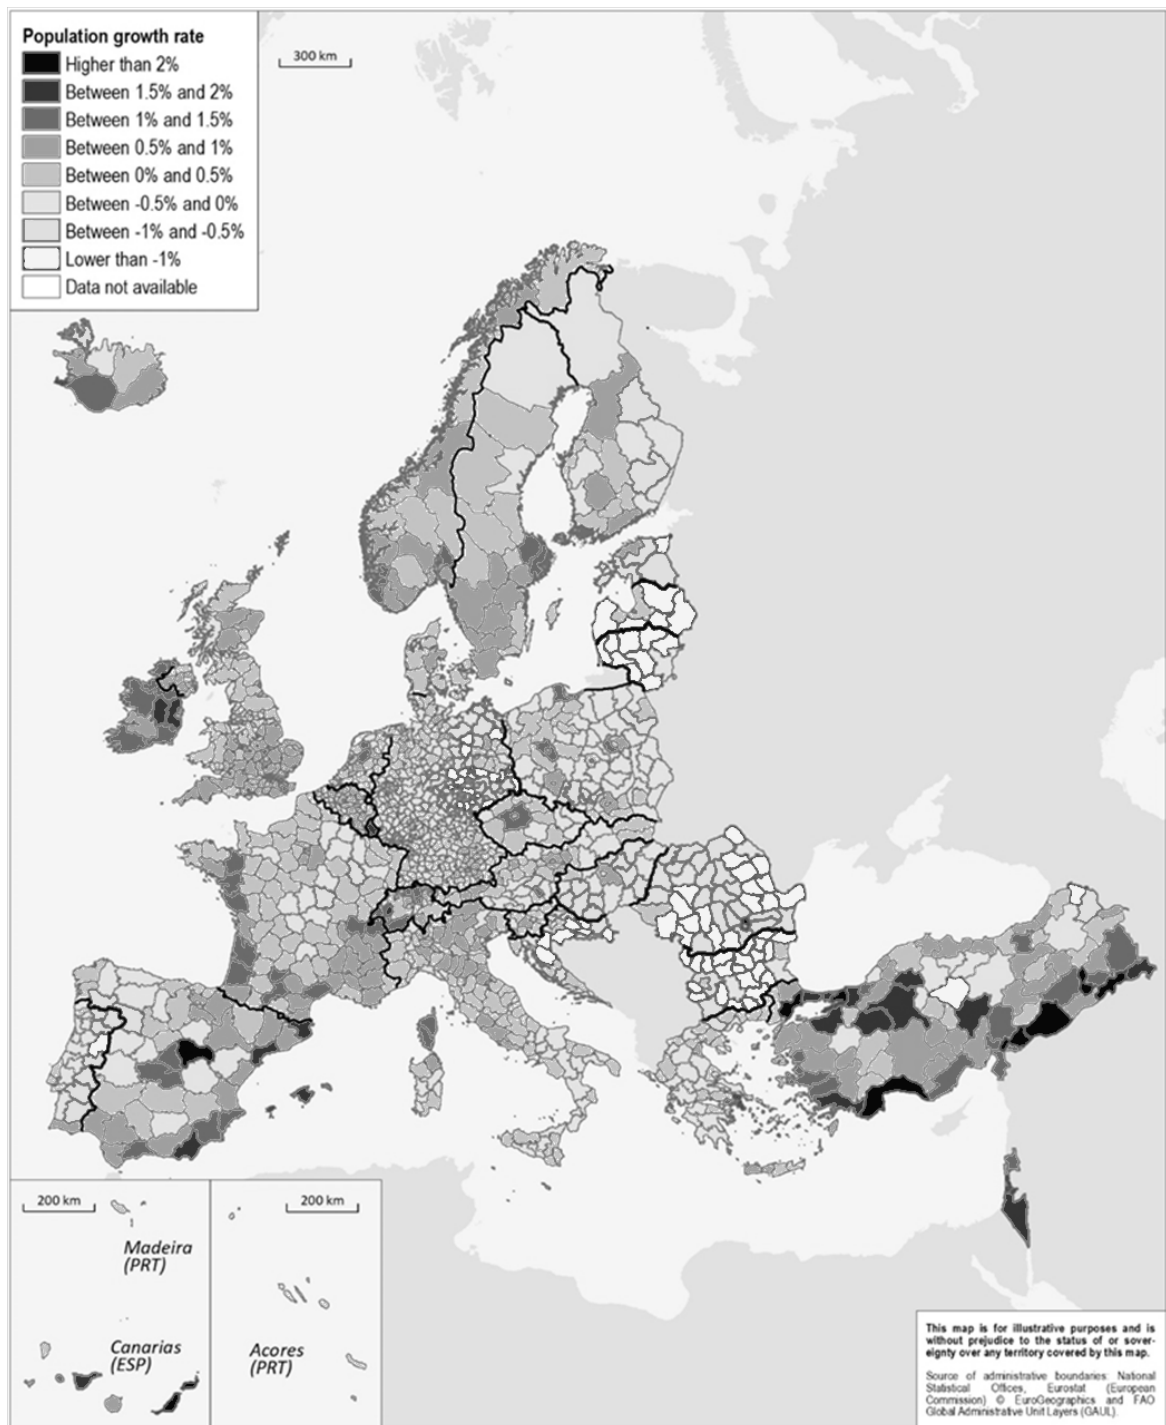 Population growth rate
Higher than 2%
Between 1.5% and 2%
Between 1% and 1.5%
Between 0.5% and 1%
Between 0% and 0.5%
Between -0.5% and 0%
Between -1% and -0.5%
Lower than -1%
Data not available
300 km
200 km
Madeira
(PRT)
Canarias
(ESP)
200 km
Acores
(PRT)
This map is for illustrative purposes and is
without prejudice to the status of or sover-
eignty over any territory covered by this map.
Source of administrative boundaries: National
Statistical Offices, Eurostat (European
Commission) © EuroGeographics and FAO
Global Administrative Unit Layers (GAUL).